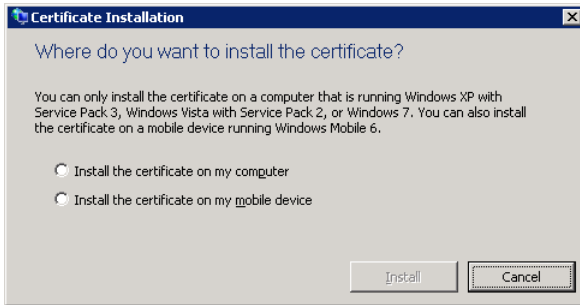 Certificate Installation
Where do you want to install the certificate?
You can only install the certificate on a computer that is running Windows XP with
Service Pack 3, Windows Vista with Service Pack 2, or Windows 7. You can also install
the certificate on a mobile device running Windows Mobile 6.
Install the certificate on my computer
Install the certificate on my mobile device
Install Cancel